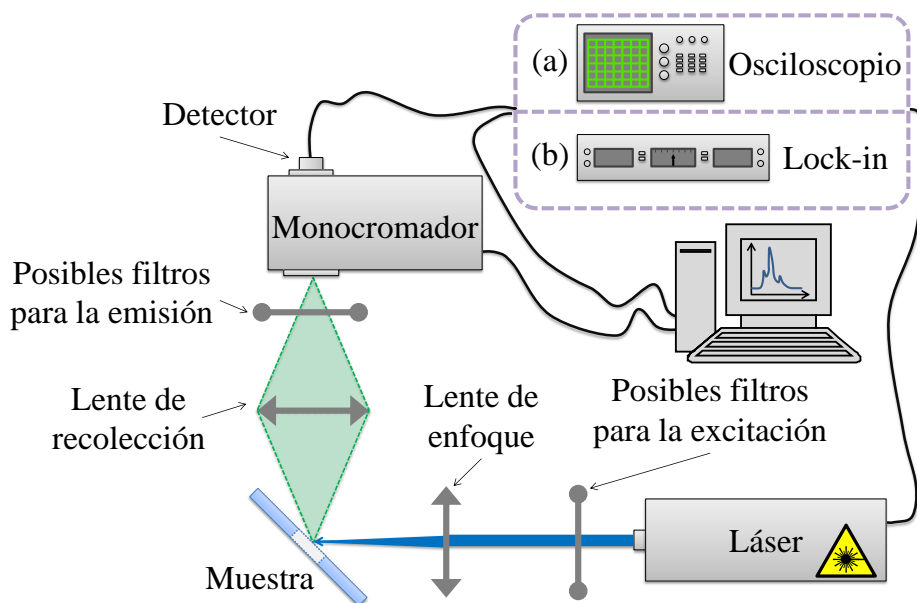 (a)
Osciloscopio
Detector
(b)
Lock-in
Monocromador
Posibles filtros
para la emisión
Lente de
recolección
Lente de
enfoque
Posibles filtros
para la excitación
Láser
Muestra